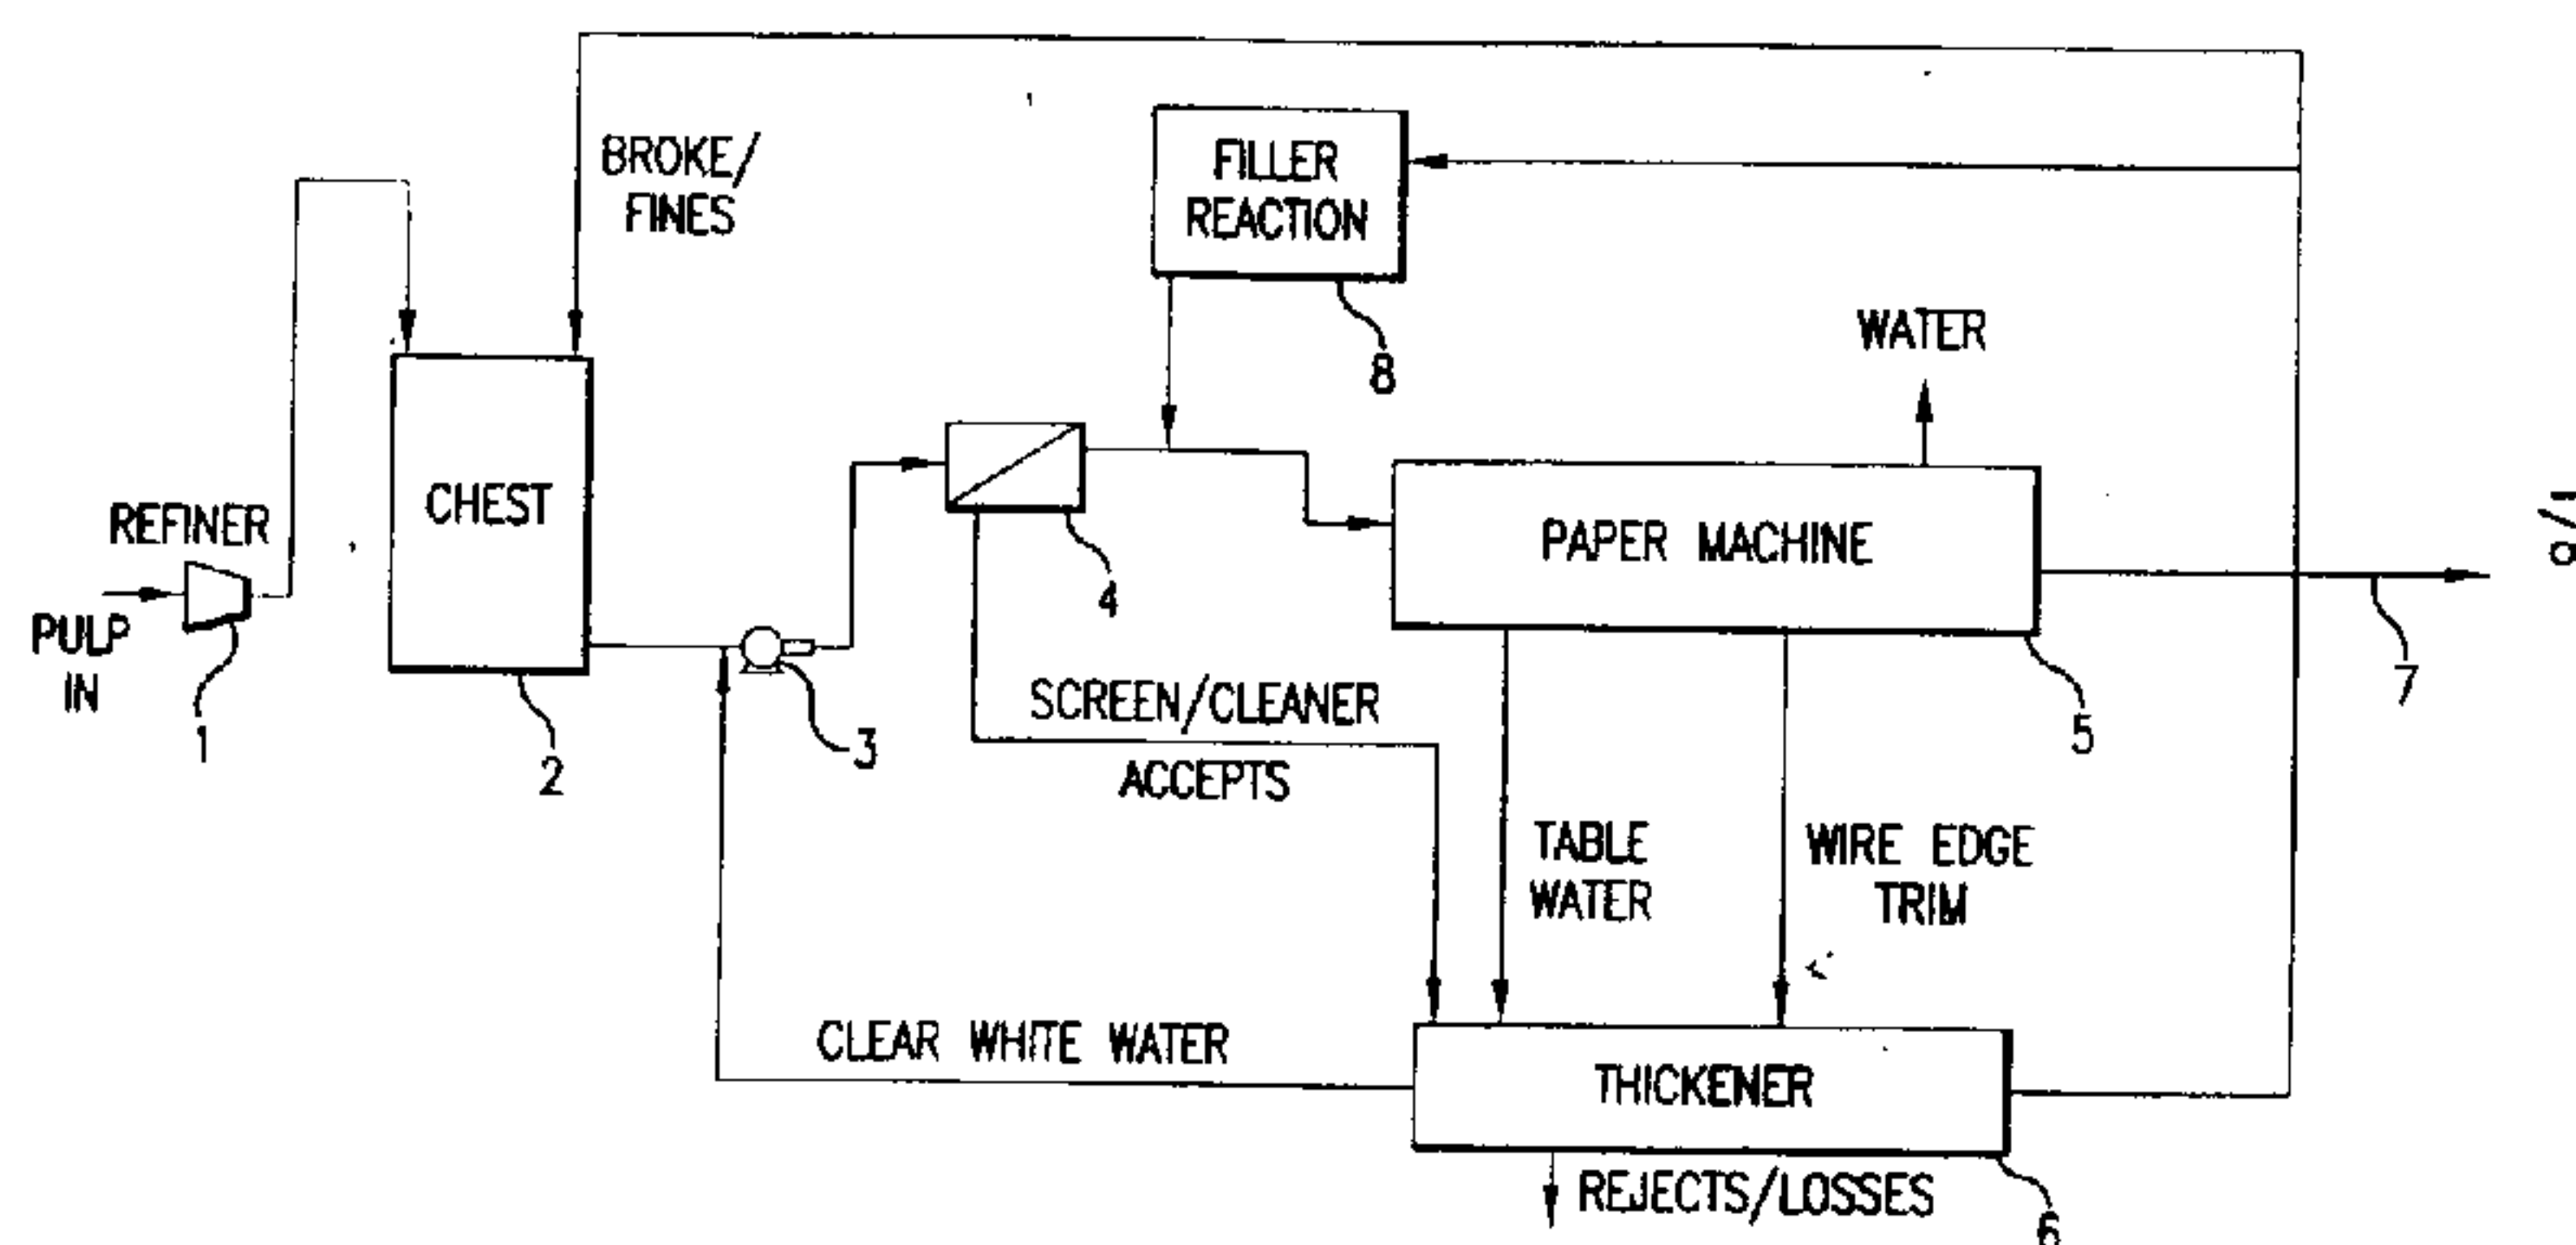 BROKE/
FINES
FILLER
REACTION
8
WATER
REFINER
CHEST
PULP
IN
1
2
3
4
PAPER MACHINE
5
7
SCREEN/CLEANER
ACCEPTS
TABLE
WATER
WIRE EDGE
TRIM
CLEAR WHITE WATER
THICKENER
REJECTS/LOSSES
6